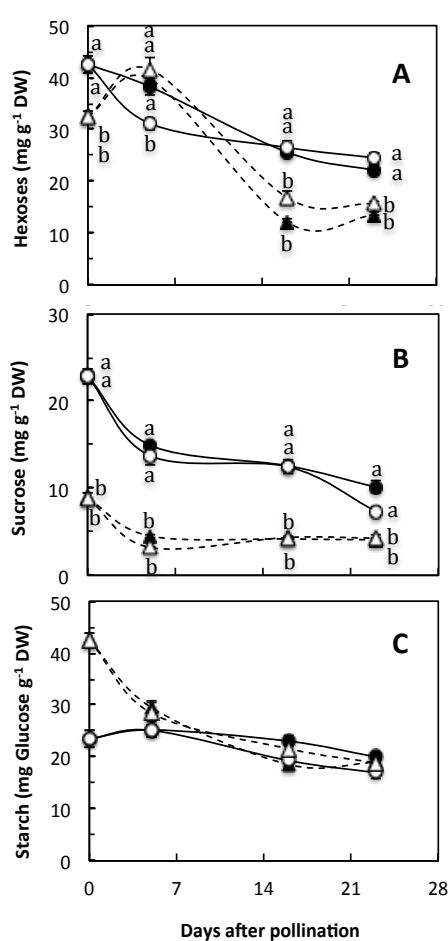 Hexoses (mg g-1 DW)
50
40
30
20
10
0
A
a
a
b
b
a
a
a
b
a
a
b
b
a
a
b
b
Sucrose (mg g-1 DW)
30
20
10
0
B
a
a
b
b
a
a
b
b
a
a
b
b
a
a
b
b
Starch (mg Glucose g-1 DW)
50
40
30
20
10
0
C
0 7 14 21 28
Days after pollination